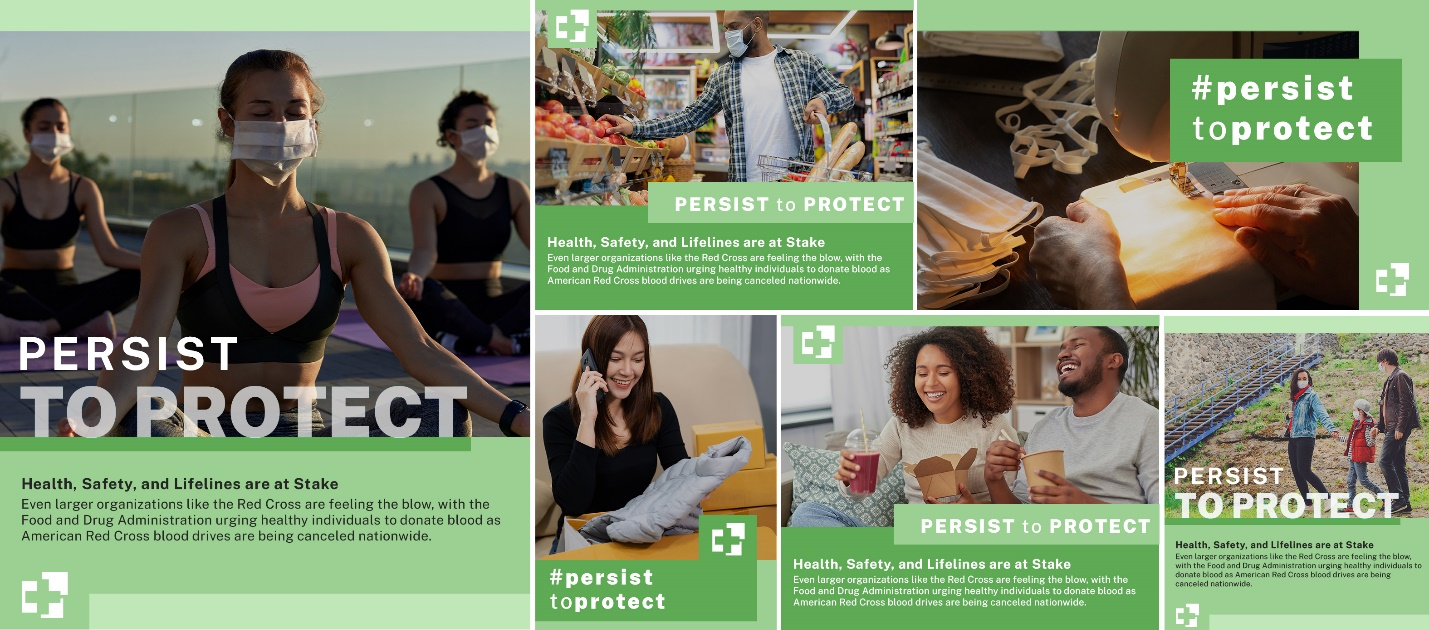 PERSIST
TO PROTECT
Health, Safety, and Lifelines are at Stake
Even larger organizations like the Red Cross are feeling the blow, with the
Food and Drug Administration urging healthy individuals to donate blood as
American Red Cross blood drives are being canceled nationwide.
PERSIST to PROTECT
Health, Safety, and Lifelines are at Stake
Even larger organizations like the Red Cross are feeling the blow, with the
Food and Drug Administration urging healthy individuals to donate blood as
American Red Cross blood drives are being canceled nationwide.
#persist
toprotect
#persist
toprotect
PERSIST to PROTECT
Health, Safety, and Lifelines are at Stake
Even larger organizations like the Red Cross are feeling the blow, with the
Food and Drug Administration urging healthy individuals to donate blood as
American Red Cross blood drives are being canceled nationwide.
PERSIST
TO PROTECT
Health, Safety, and Lifelines are at Stake
Even larger organizations like the Red Cross are feeling the blow,
with the Food and Drug Administration urging healthy individuals to
donate blood as American Red Cross blood drives are being
canceled nationwide.